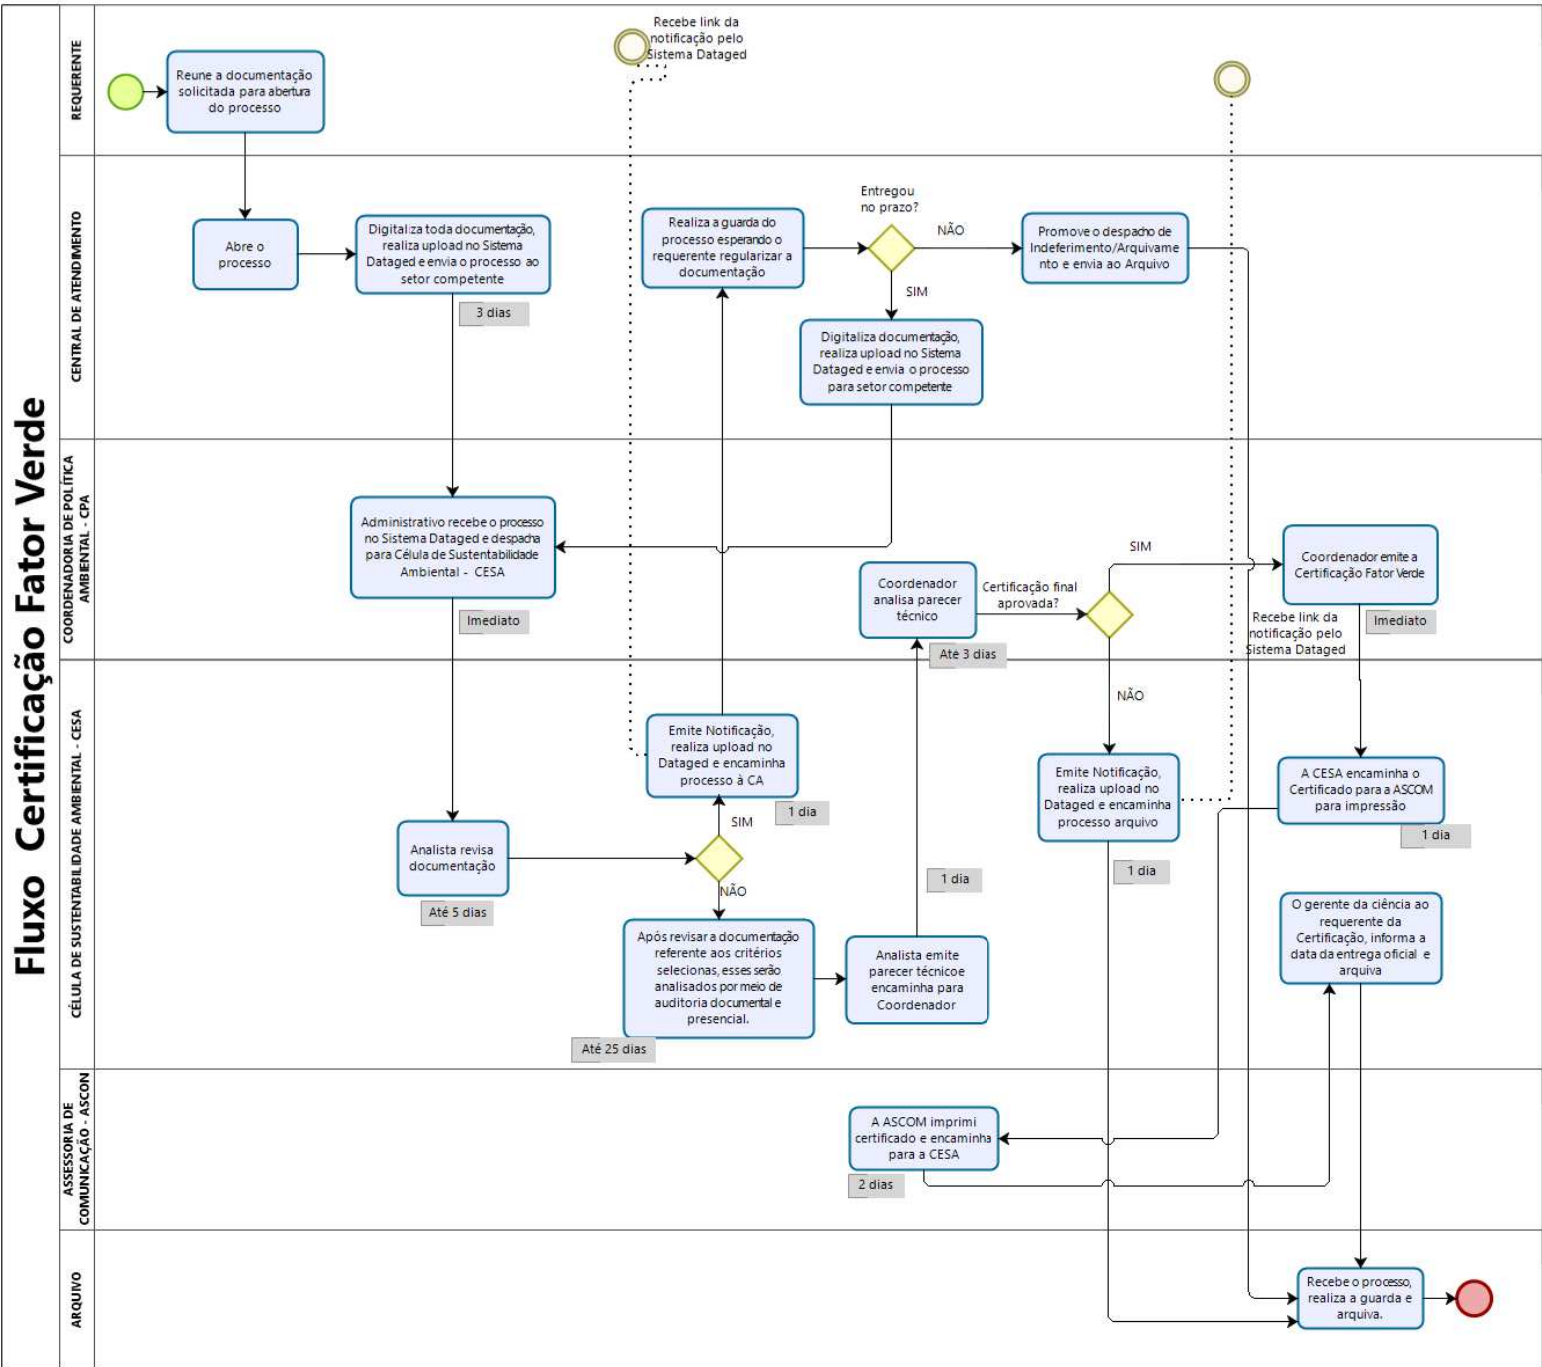 Fluxo Certificação Fator Verde
REQUERENTE
Reune a documentação
solicitada para abertura
do processo
Recebe link da
notificação pelo
Sistema Dataged
CENTRAL DE ATENDIMENTO
Abre o
processo
Digitaliza toda documentação,
realiza upload no Sistema
Dataged e envia o processo ao
setor competente
3 dias
Realiza a guarda do
processo esperando o
requerente regularizar a
documentação
Entregou
no prazo?
NÃO
SIM
Promove o despacho de
Indeferimento/Arquivame
nto e envia ao Arquivo
Digitaliza documentação,
realiza upload no Sistema
Dataged e envia o processo
para setor competente
COORDENADORIA DE POLÍTICA
AMBIENTAL - CPA
Administrativo recebe o processo
no Sistema Dataged e despacha
para Célula de Sustentabilidade
Ambiental - CESA
Imediato
Coordenador
analisa parecer
técnico
Até 3 dias
Certificação final
aprovada?
SIM
NÃO
Coordenador emite a
Certificação Fator Verde
Imediato
Recebe link da
notificação pelo
Sistema Dataged
CÉLULA DE SUSTENTABILIDADE AMBIENTAL - CESA
Emite Notificação,
realiza upload no
Dataged e encaminha
processo à CA
1 dia
SIM
NÃO
Analista revisa
documentação
Até 5 dias
Após revisar a documentação
referente aos critérios
selecionas, esses serão
analisados por meio de
auditoria documental e
presencial.
Até 25 dias
Analista emite
parecer técnicoe
encaminha para
Coordenador
1 dia
Emite Notificação,
realiza upload no
Dataged e encaminha
processo arquivo
1 dia
A CESA encaminha o
Certificado para a ASCOM
para impressão
1 dia
O gerente da ciência ao
requerente da
Certificação, informa a
data da entrega oficial e
arquiva
ASSESSORIA DE
COMUNICAÇÃO - ASCON
A ASCOM imprimi
certificado e encaminha
para a CESA
2 dias
ARQUIVO
Recebe o processo,
realiza a guarda e
arquiva.